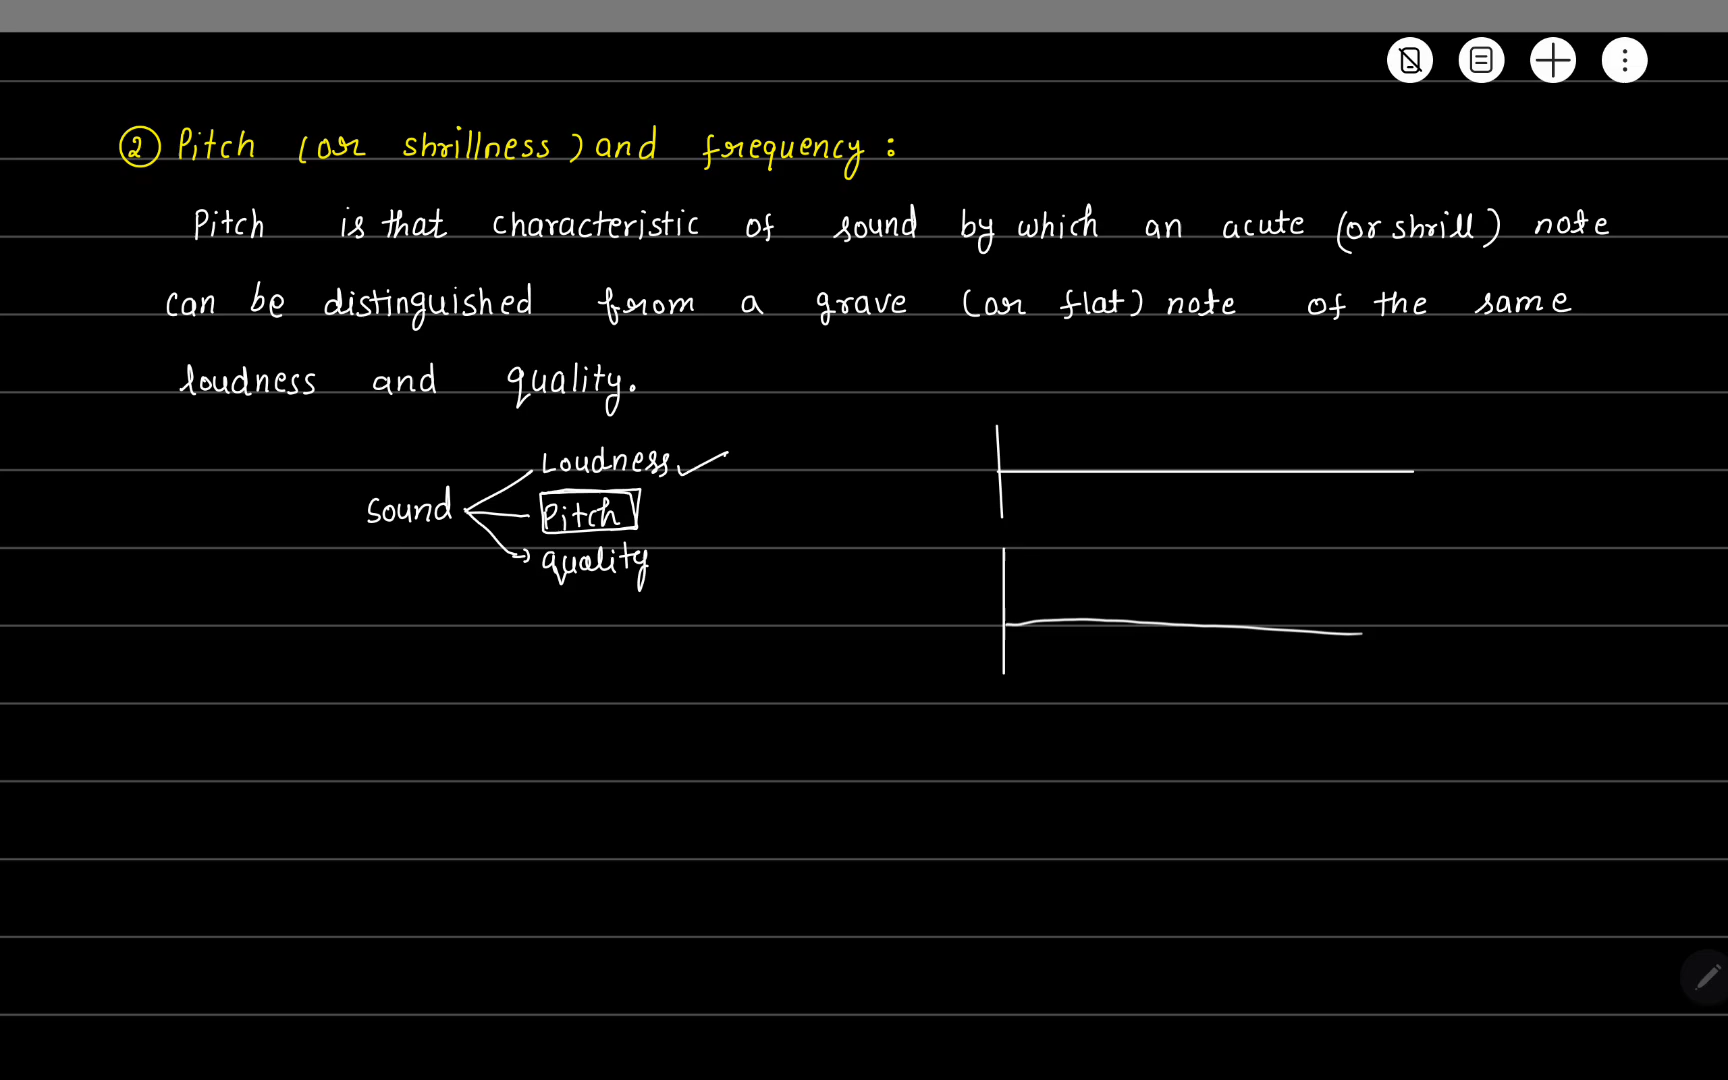 ② Pitch (or shrillness) and frequency:
Pitch is that characteristic of sound by which an acute (or shrill) note
can be distinguished from a grave (or flat) note of the same
loudness and quality.
Loudness
Sound
Pitch
quality